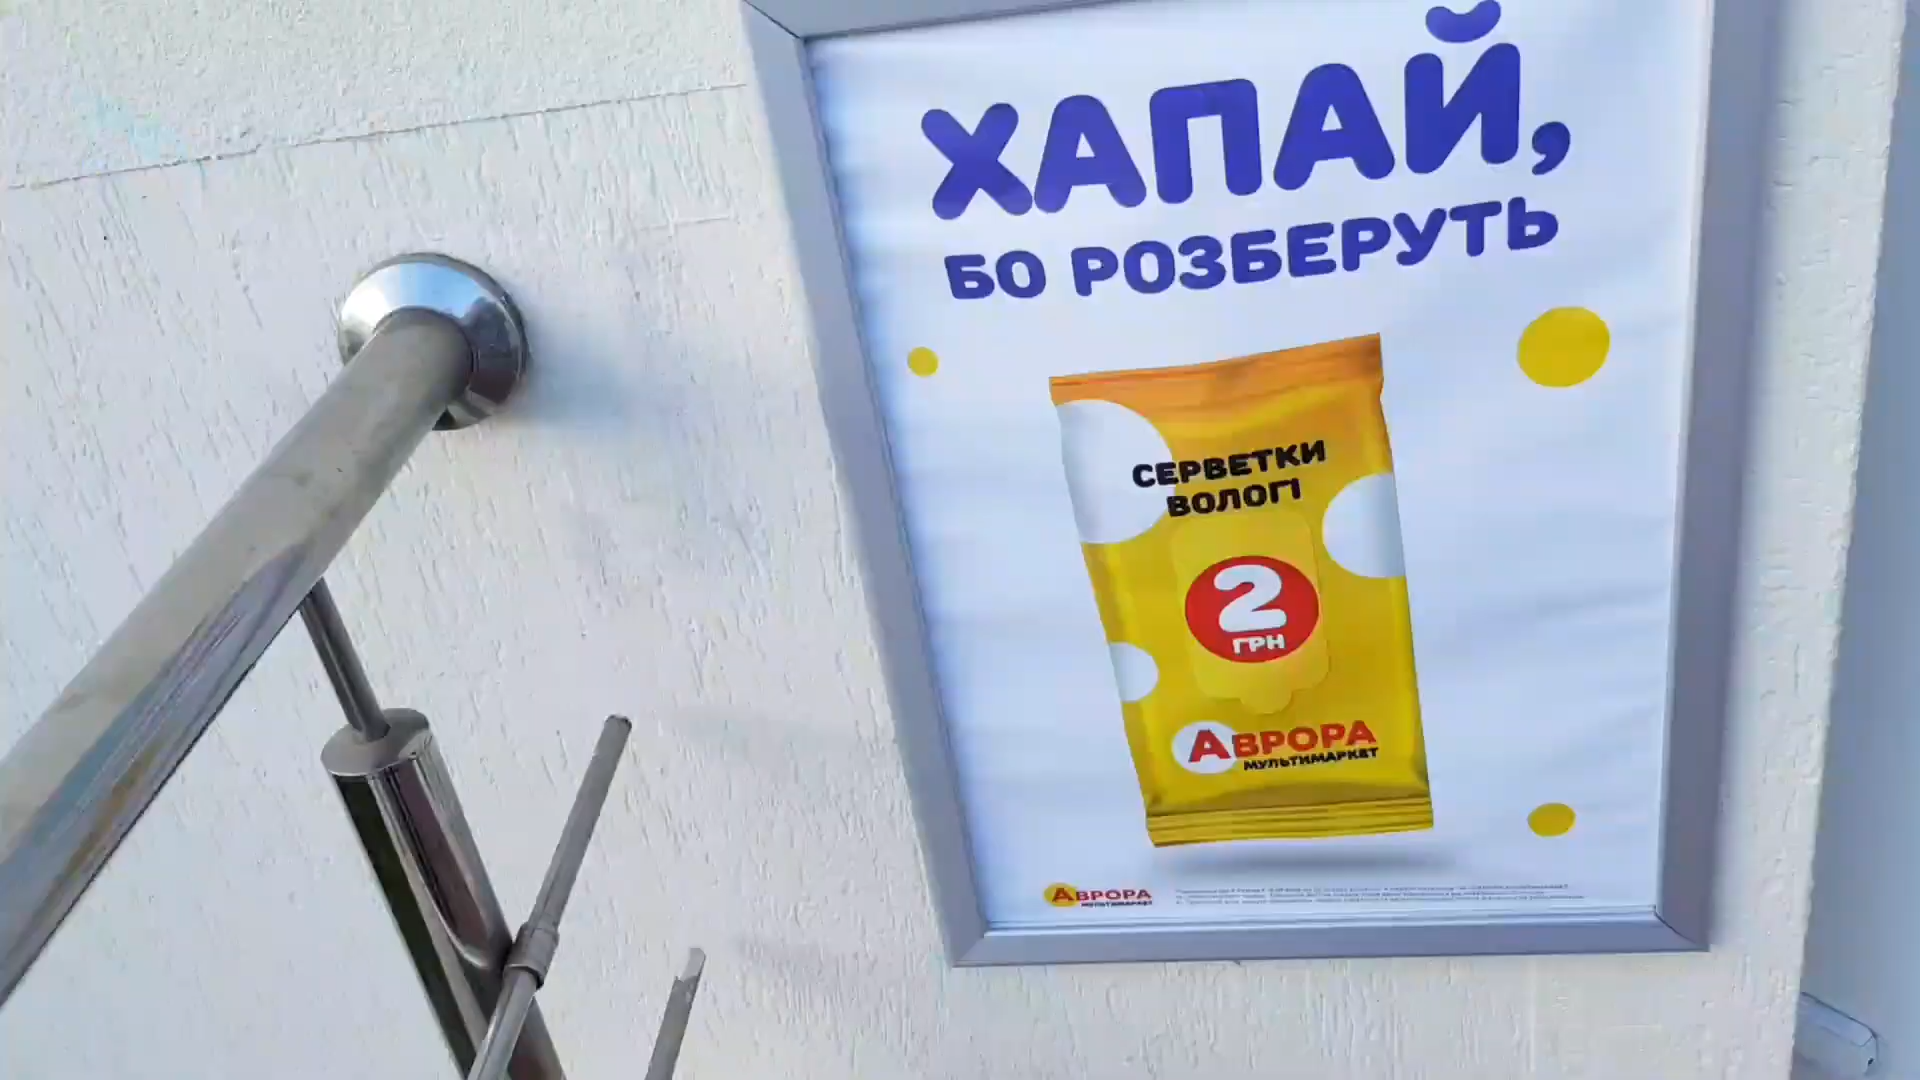 ХАПАЙ,
БО РОЗБЕРУТЬ
СЕРВЕТКИ
ВОЛОГІ
2
ГРН
АВРОРА
МУЛЬТИМАРКЕТ
АВРОРА
МУЛЬТИМАРКЕТ